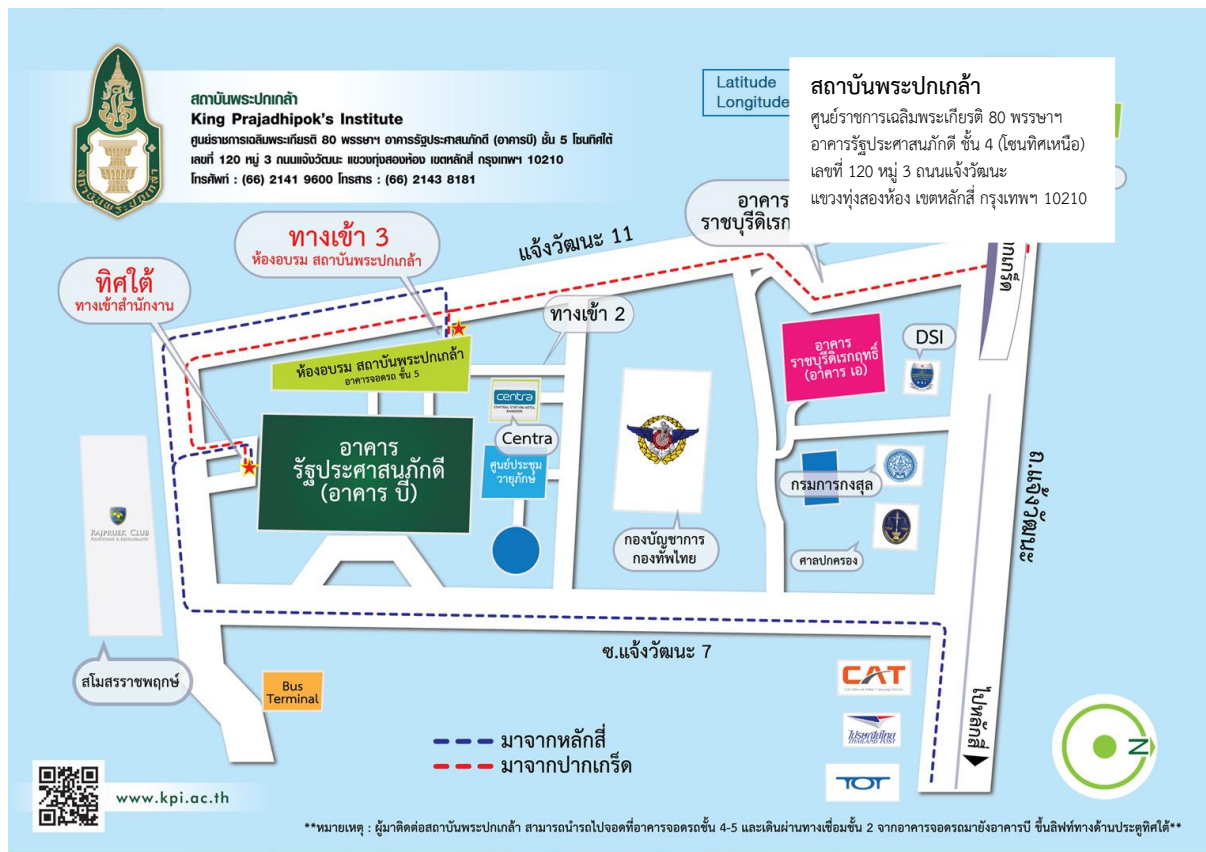 สถาบันพระปกเกล้า
King Prajadhipok's Institute
ศูนย์ราชการเฉลิมพระเกียรติ 80 พรรษาฯ อาคารรัฐประศาสนภักดี (อาคารบี) ชั้น 5 โซนทิศใต้
เลขที่ 120 หมู่ 3 ถนนแจ้งวัฒนะ แขวงทุ่งสองห้อง เขตหลักสี่ กรุงเทพฯ 10210
โทรศัพท์ : (66) 2141 9600 โทรสาร : (66) 2143 8181
สถาบันพระปกเกล้า
Latitude
Longitude
สถาบันพระปกเกล้า
ศูนย์ราชการเฉลิมพระเกียรติ 80 พรรษาฯ
อาคารรัฐประศาสนภักดี ชั้น 4 (โซนทิศเหนือ)
เลขที่ 120 หมู่ 3 ถนนแจ้งวัฒนะ
แขวงทุ่งสองห้อง เขตหลักสี่ กรุงเทพฯ 10210
อาคาร
ราชบุรีดิเรก
ทางเข้า 3
ห้องอบรม สถาบันพระปกเกล้า
แจ้งวัฒนะ 11
ทิศใต้
ทางเข้าสำนักงาน
ทางเข้า 2
ห้องอบรม สถาบันพระปกเกล้า
อาคารจอดรถ ชั้น 5
อาคาร
ราชบุรีดิเรกฤทธิ์
(อาคาร เอ)
DSI
centra
Centra
อาคาร
รัฐประศาสนภักดี
(อาคาร บี)
ศูนย์ประชุม
วายุภักษ์
กรมการกงสุล
ถ.แจ้งวัฒนะ
RAJPRUEK CLUB
กองบัญชาการ
กองทัพไทย
ศาลปกครอง
ซ.แจ้งวัฒนะ 7
สโมสรราชพฤกษ์
Bus
Terminal
CAT
ไปรษณีย์ไทย
THAILAND POST
TOT
ไปหลักสี่
N
มาจากหลักสี่
มาจากปากเกร็ด
www.kpi.ac.th
**หมายเหตุ : ผู้มาติดต่อสถาบันพระปกเกล้า สามารถนำรถไปจอดที่อาคารจอดรถชั้น 4-5 และเดินผ่านทางเชื่อมชั้น 2 จากอาคารจอดรถมายังอาคารบี ขึ้นลิฟท์ทางด้านประตูทิศใต้**